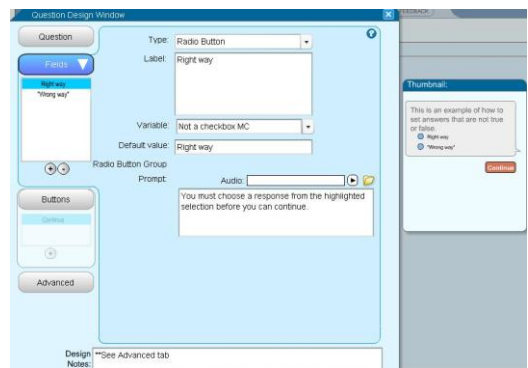 Question Design Window
Question
Type: Radio Button
Label: Right way
Fields
Right way
"Wrong way"
Variable: Not a checkbox MC
Default value: Right way
Radio Button Group
Prompt: Audio:
You must choose a response from the highlighted
selection before you can continue.
Buttons
Continue
Advanced
Design Notes: **See Advanced tab
Thumbnail:
This is an example of how to
set answers that are not true
or false.
Right way
"Wrong way"
Continue